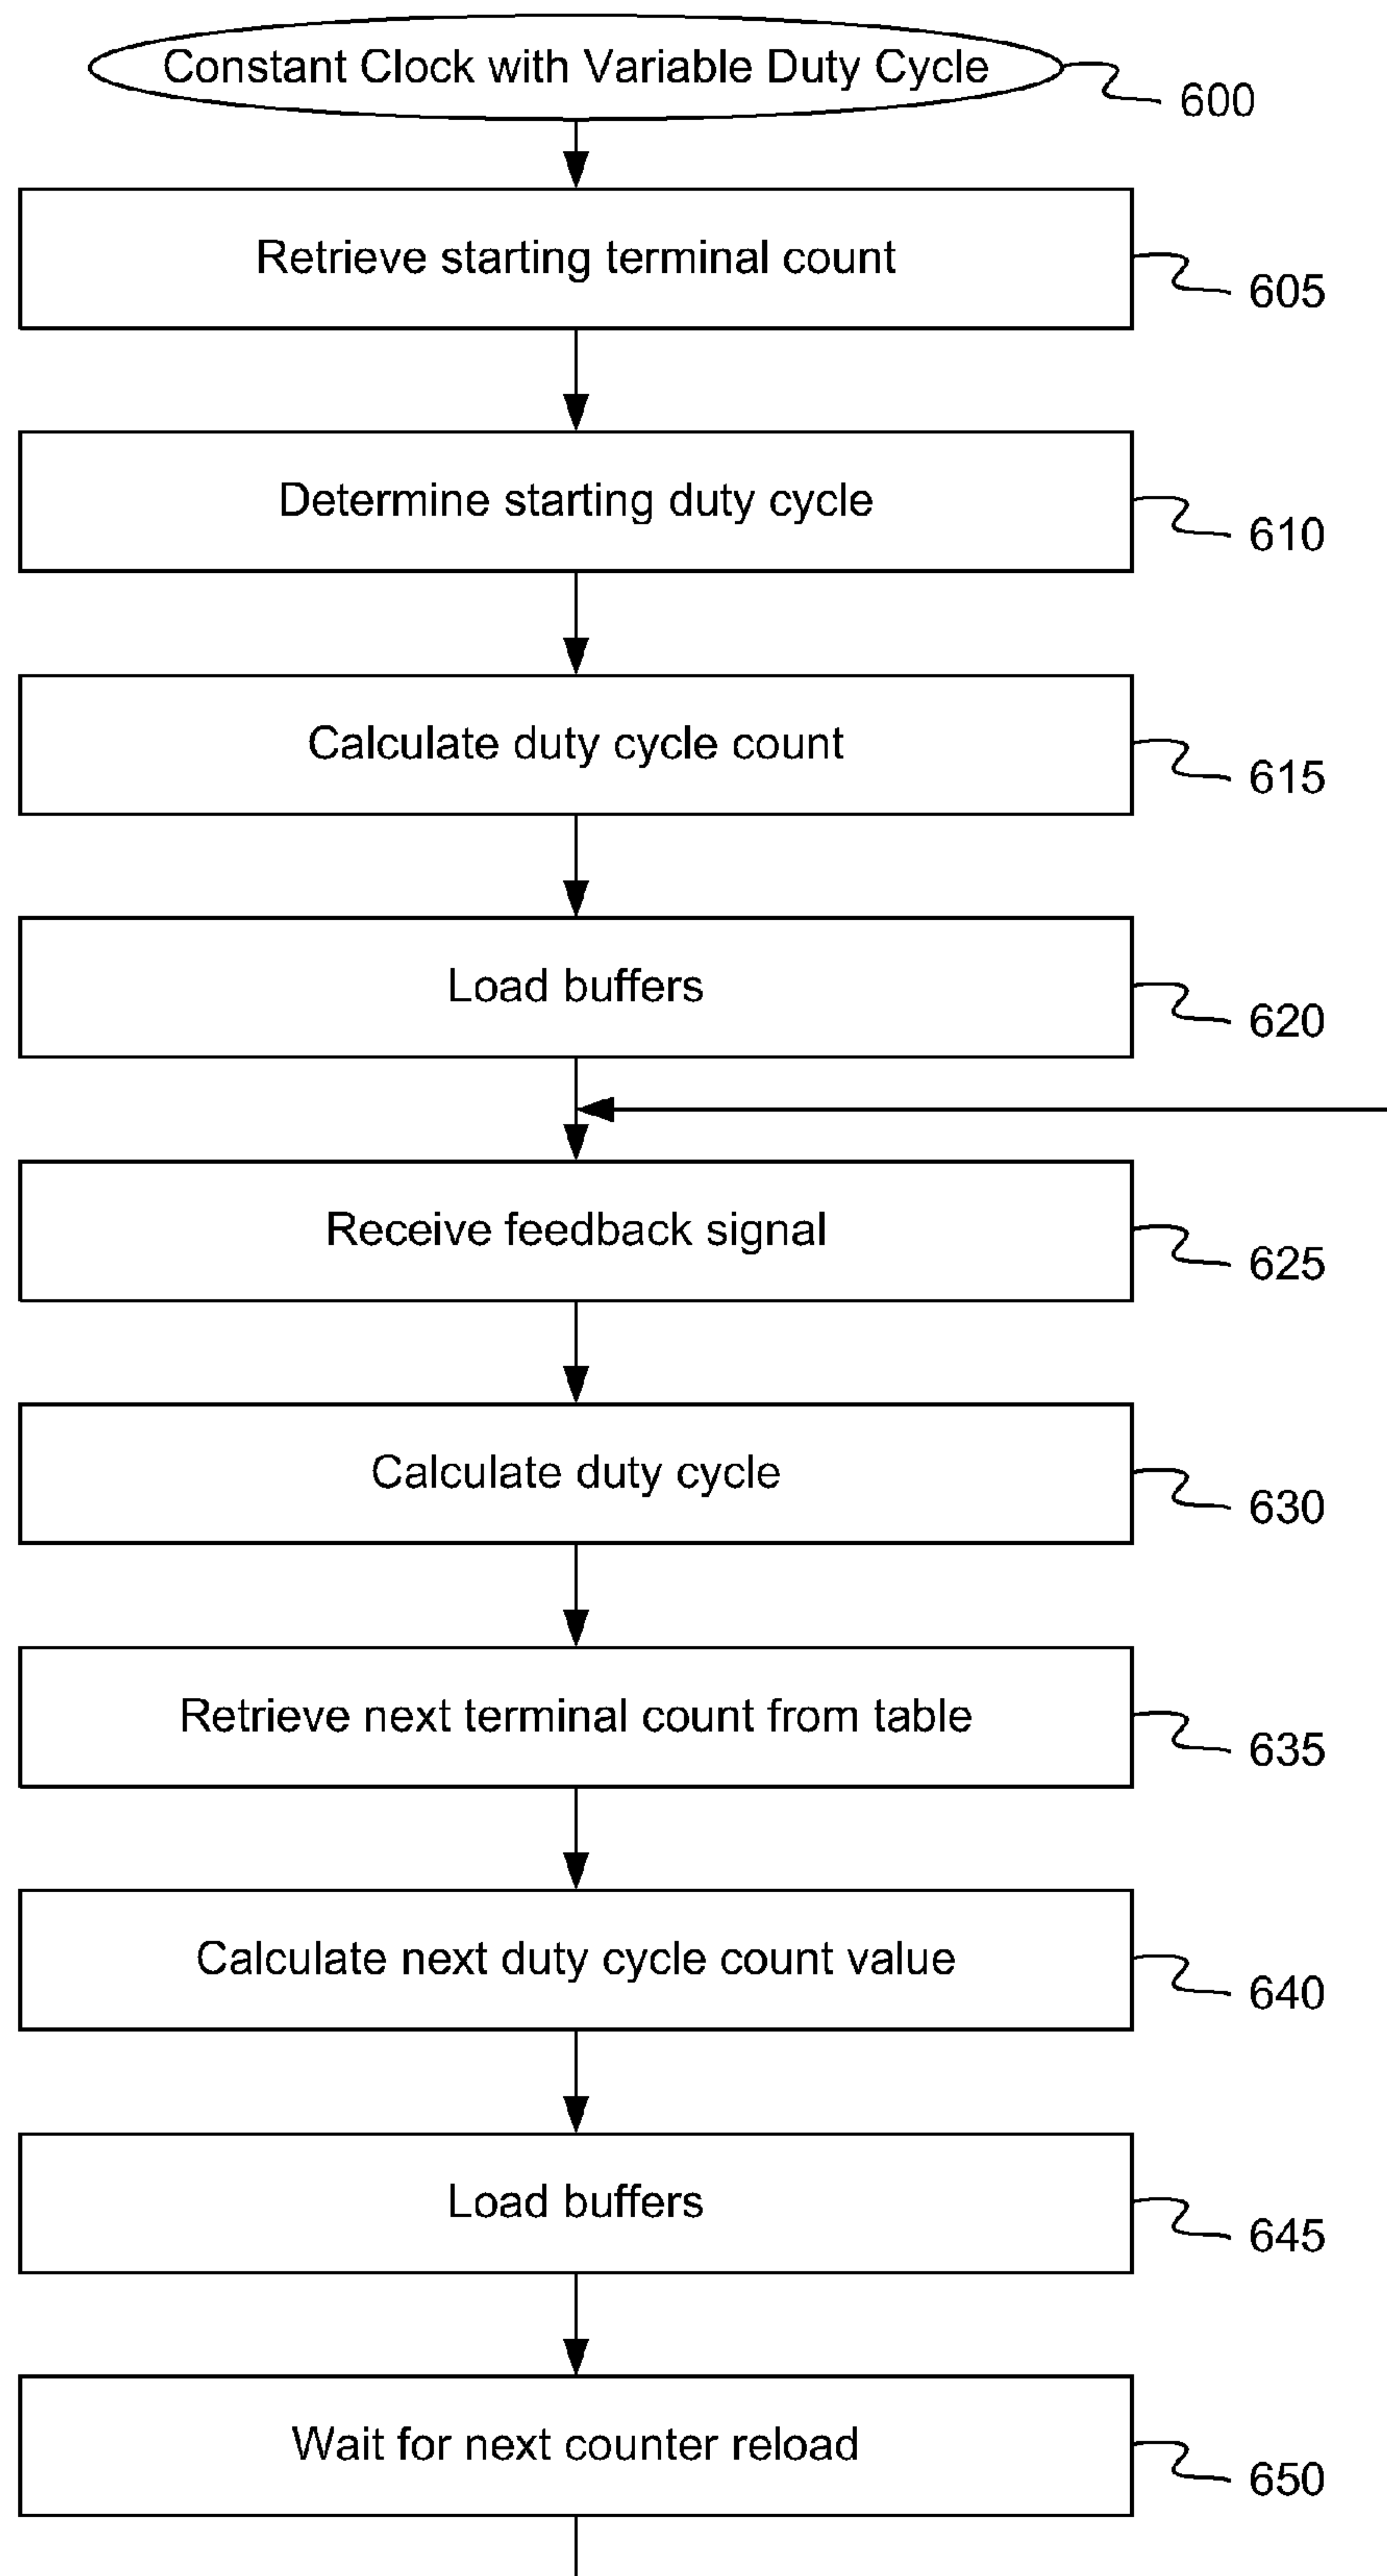 Constant Clock with Variable Duty Cycle
600
Retrieve starting terminal count
605
Determine starting duty cycle
610
Calculate duty cycle count
615
Load buffers
620
Receive feedback signal
625
Calculate duty cycle
630
Retrieve next terminal count from table
635
Calculate next duty cycle count value
640
Load buffers
645
Wait for next counter reload
650